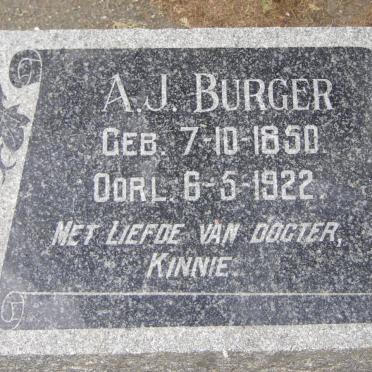 A.J. BURGER
GEB. 7-10-1850.
OORL. 6-5-1922.
MET LIEFDE VAN DOGTER,
KINNIE.